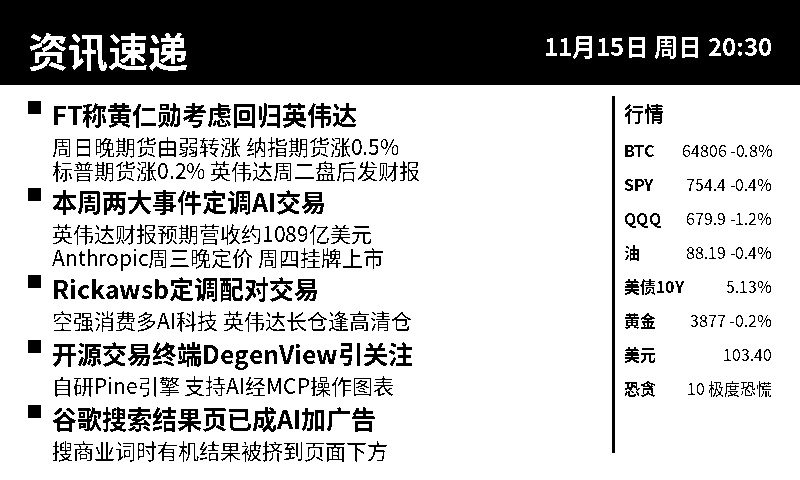 资讯速递
11月15日 周日 20:30
FT称黄仁勋考虑回归英伟达
周日晚期货由弱转涨 纳指期货涨0.5%
标普期货涨0.2% 英伟达周二盘后发财报
本周两大事件定调AI交易
英伟达财报预期营收约1089亿美元
Anthropic周三晚定价 周四挂牌上市
Rickawsb定调配对交易
空强消费多AI科技 英伟达长仓逢高清仓
开源交易终端DegenView引关注
自研Pine引擎 支持AI经MCP操作图表
谷歌搜索结果页已成AI加广告
搜商业词时有机结果被挤到页面下方
行情
BTC 64806 -0.8%
SPY 754.4 -0.4%
QQQ 679.9 -1.2%
油 88.19 -0.4%
美债10Y 5.13%
黄金 3877 -0.2%
美元 103.40
恐贪 10 极度恐慌